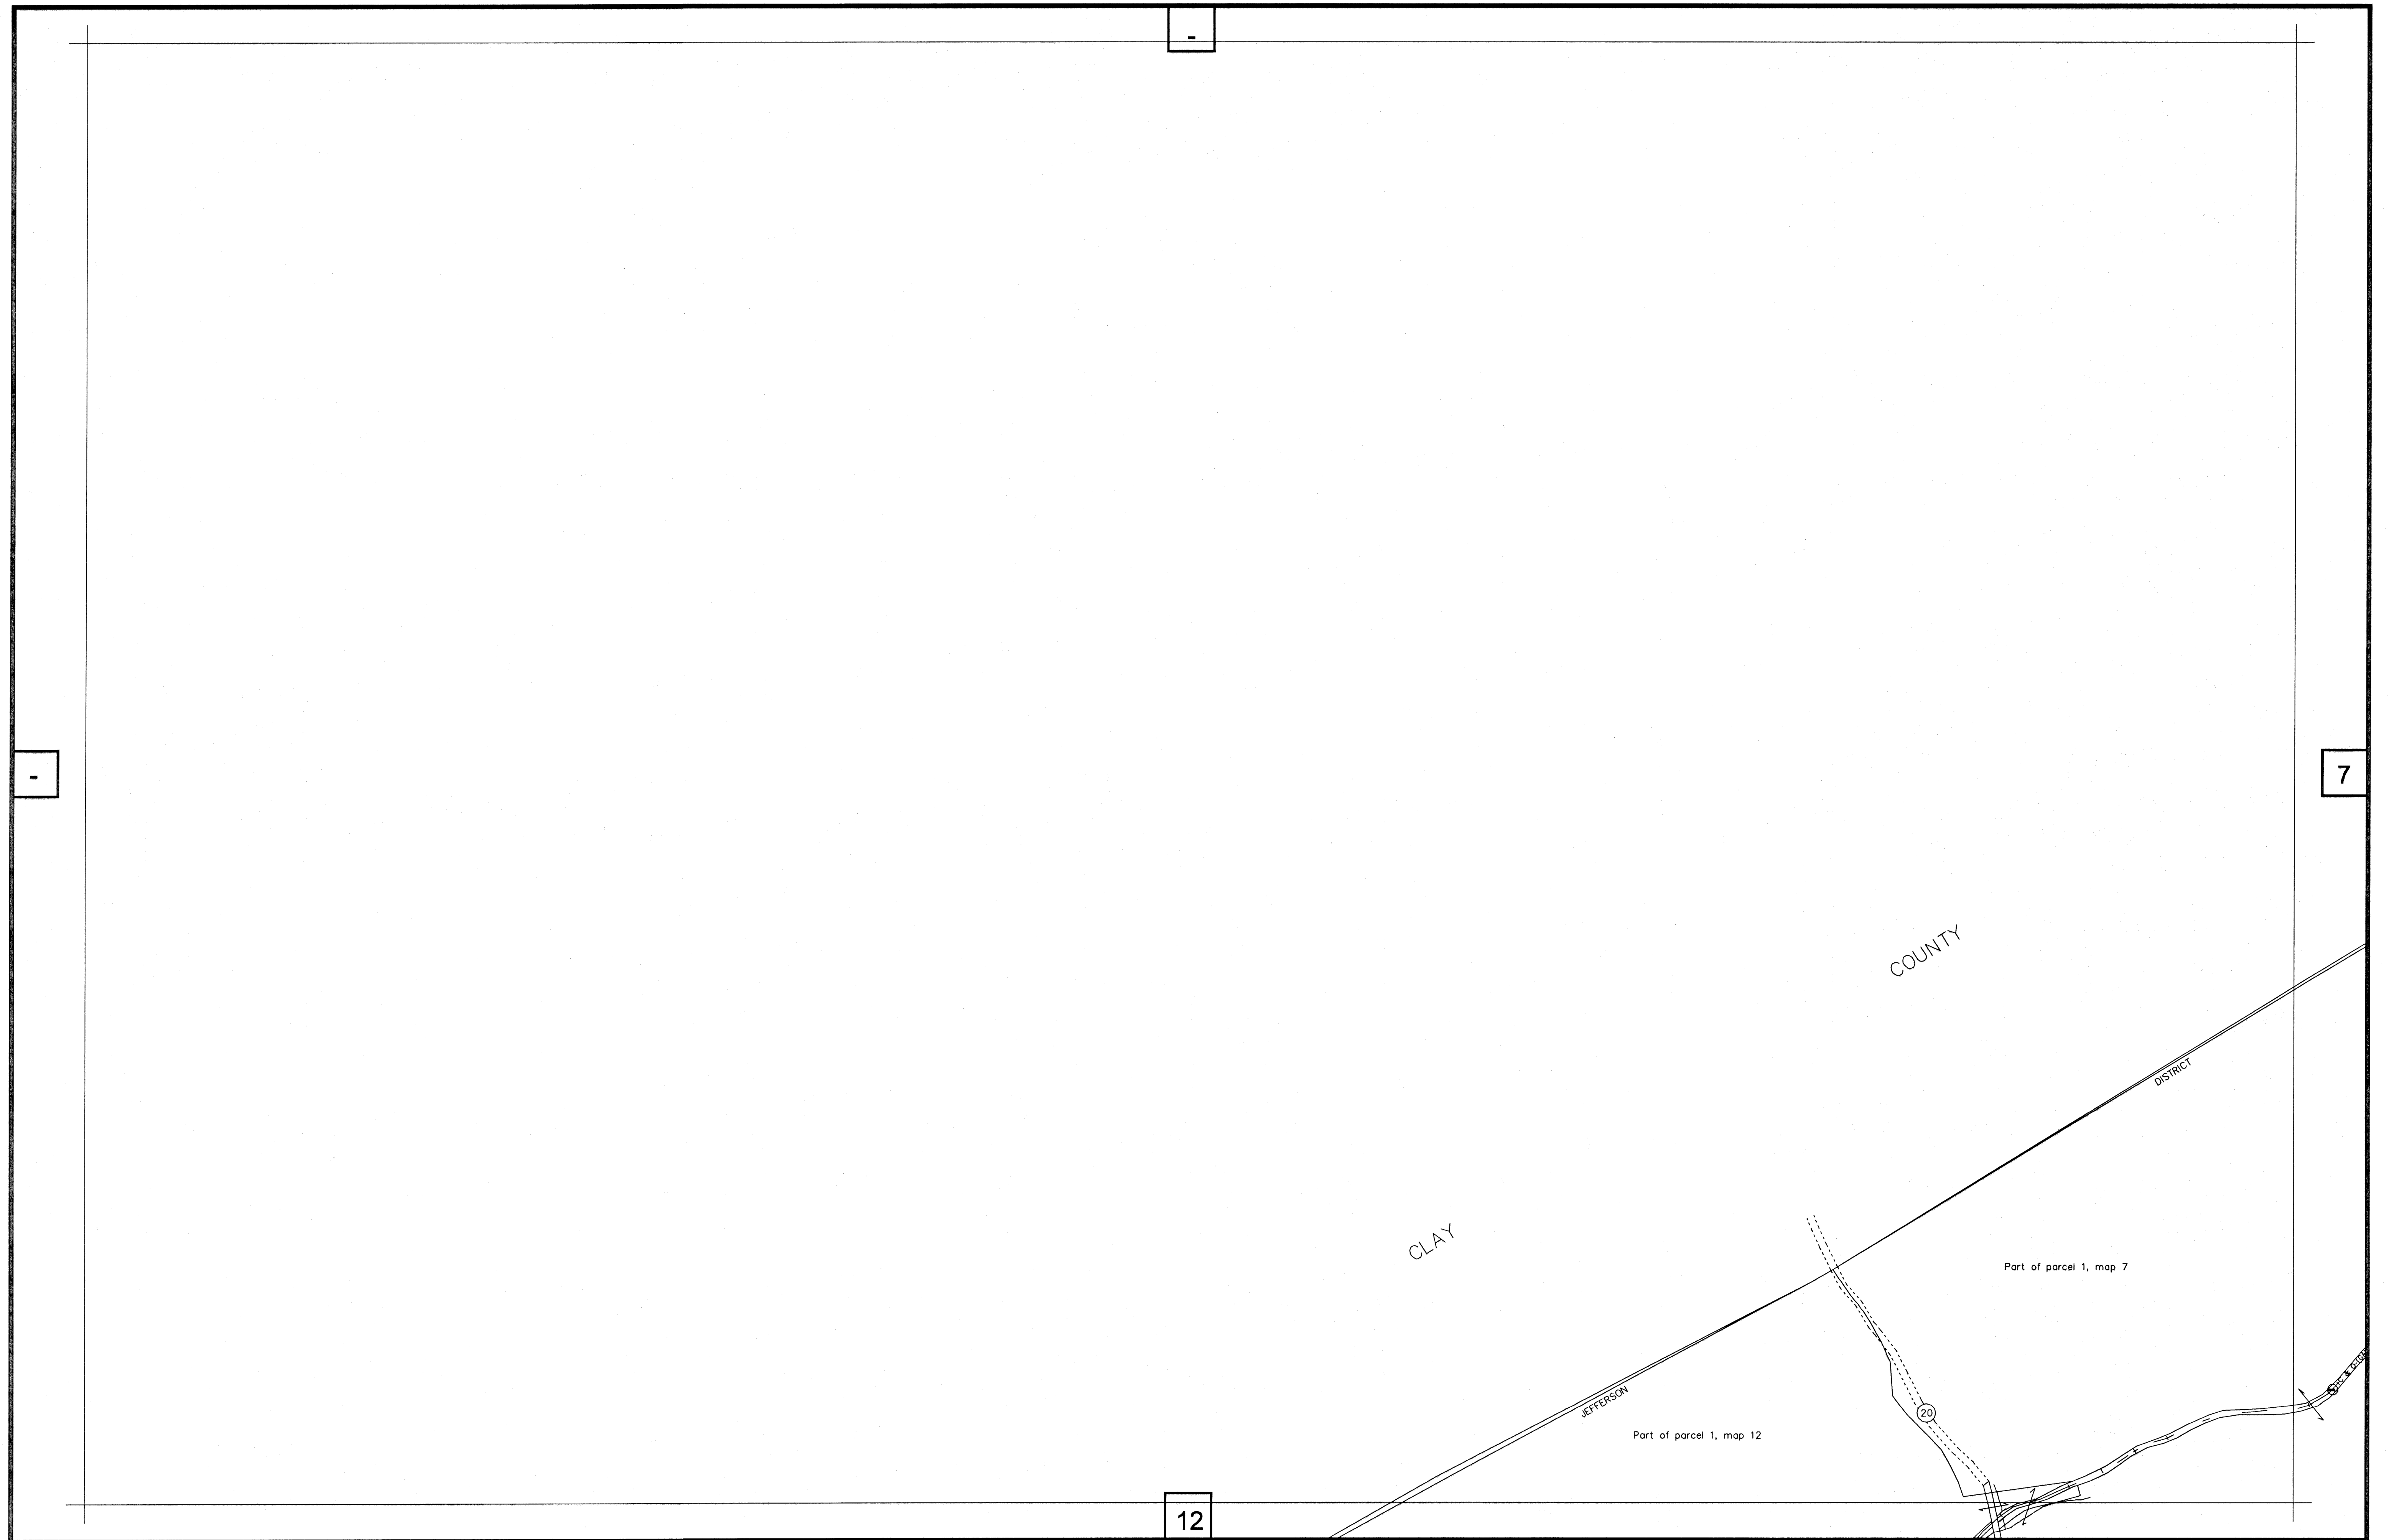 -
-
7
COUNTY
DISTRICT
CLAY
Part of parcel 1, map 7
JEFFERSON
20
Part of parcel 1, map 12
12